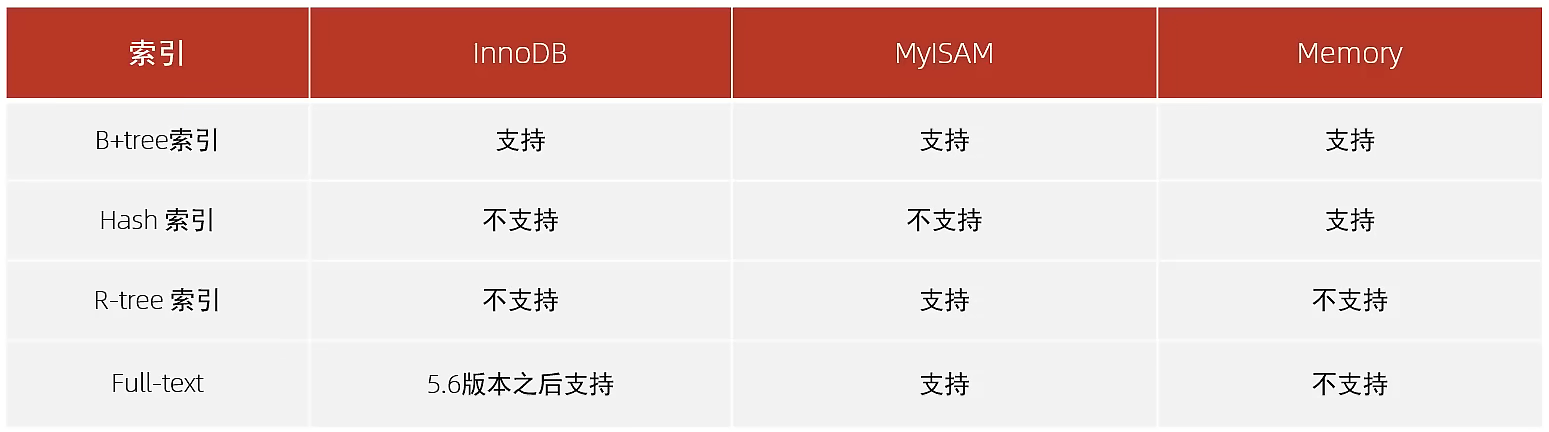 索引 InnoDB MyISAM Memory
B+tree索引 支持 支持 支持
Hash 索引 不支持 不支持 支持
R-tree 索引 不支持 支持 不支持
Full-text 5.6版本之后支持 支持 不支持